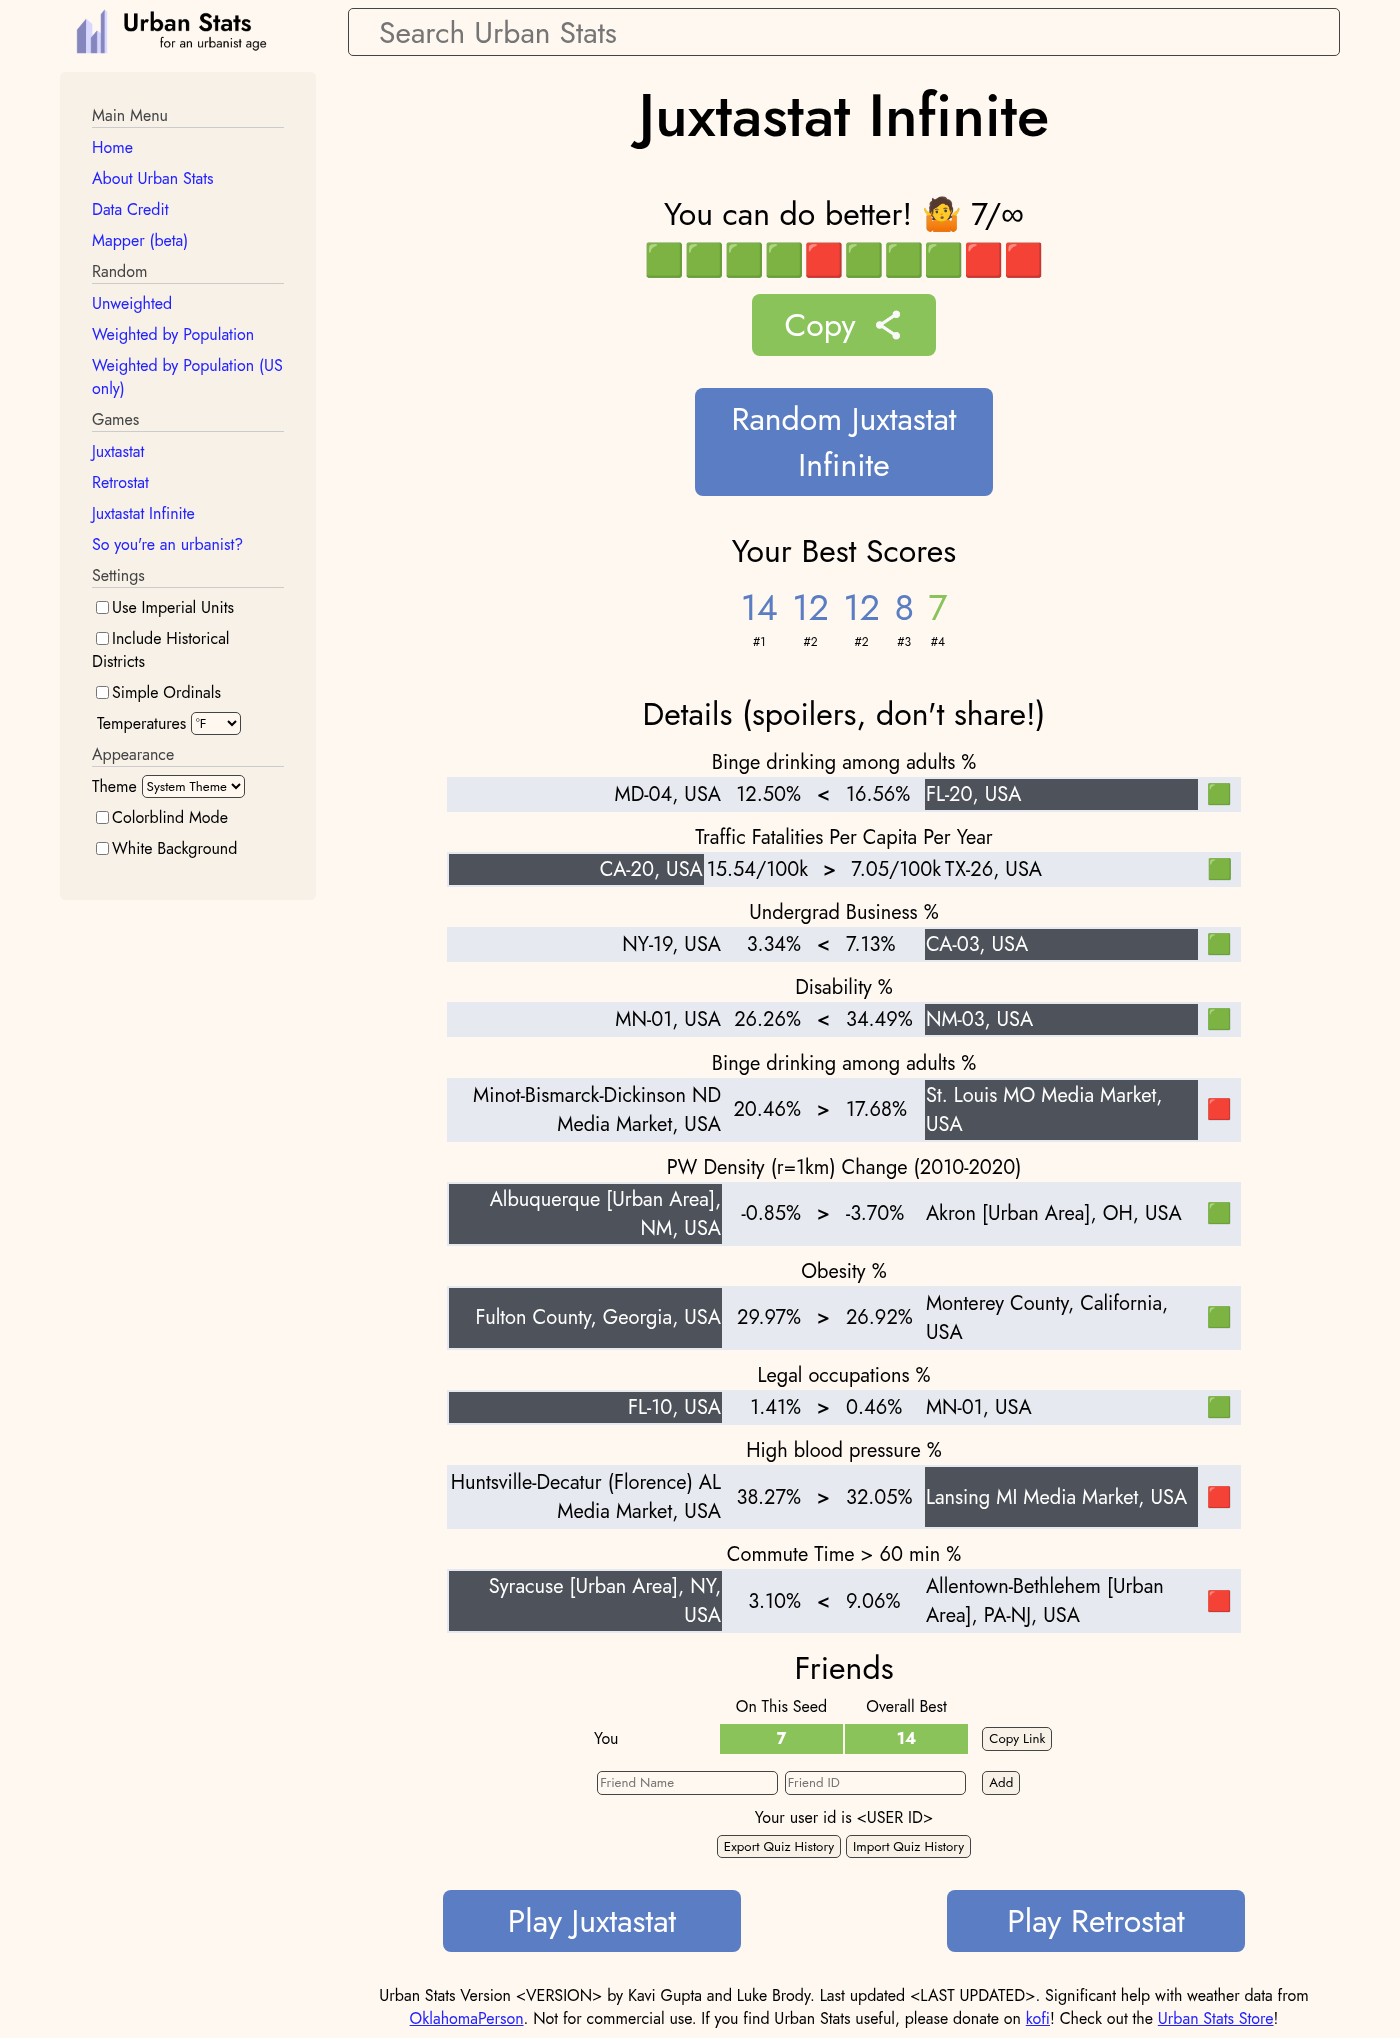 Urban Stats
for an urbanist age
Search Urban Stats
Main Menu
Home
About Urban Stats
Data Credit
Mapper (beta)
Random
Unweighted
Weighted by Population
Weighted by Population (US
only)
Games
Juxtastat
Retrostat
Juxtastat Infinite
So you're an urbanist?
Settings
Use Imperial Units
Include Historical
Districts
Simple Ordinals
Temperatures °F
Appearance
Theme System Theme
Colorblind Mode
White Background
Juxtastat Infinite
You can do better! 🤷 7/∞
🟩🟩🟩🟩🟥🟩🟩🟩🟥🟥
Copy
Random Juxtastat
Infinite
Your Best Scores
14 12 12 8 7
#1 #2 #2 #3 #4
Details (spoilers, don't share!)
Binge drinking among adults %
MD-04, USA 12.50% < 16.56% FL-20, USA 🟩
Traffic Fatalities Per Capita Per Year
CA-20, USA 15.54/100k > 7.05/100k TX-26, USA 🟩
Undergrad Business %
NY-19, USA 3.34% < 7.13% CA-03, USA 🟩
Disability %
MN-01, USA 26.26% < 34.49% NM-03, USA 🟩
Binge drinking among adults %
Minot-Bismarck-Dickinson ND
Media Market, USA 20.46% > 17.68% St. Louis MO Media Market,
USA 🟥
PW Density (r=1km) Change (2010-2020)
Albuquerque [Urban Area],
NM, USA -0.85% > -3.70% Akron [Urban Area], OH, USA 🟩
Obesity %
Fulton County, Georgia, USA 29.97% > 26.92% Monterey County, California,
USA 🟩
Legal occupations %
FL-10, USA 1.41% > 0.46% MN-01, USA 🟩
High blood pressure %
Huntsville-Decatur (Florence) AL
Media Market, USA 38.27% > 32.05% Lansing MI Media Market, USA 🟥
Commute Time > 60 min %
Syracuse [Urban Area], NY,
USA 3.10% < 9.06% Allentown-Bethlehem [Urban
Area], PA-NJ, USA 🟥
Friends
On This Seed Overall Best
You 7 14 Copy Link
Friend Name Friend ID Add
Your user id is <USER ID>
Export Quiz History Import Quiz History
Play Juxtastat Play Retrostat
Urban Stats Version <VERSION> by Kavi Gupta and Luke Brody. Last updated <LAST UPDATED>. Significant help with weather data from
OklahomaPerson. Not for commercial use. If you find Urban Stats useful, please donate on kofi! Check out the Urban Stats Store!